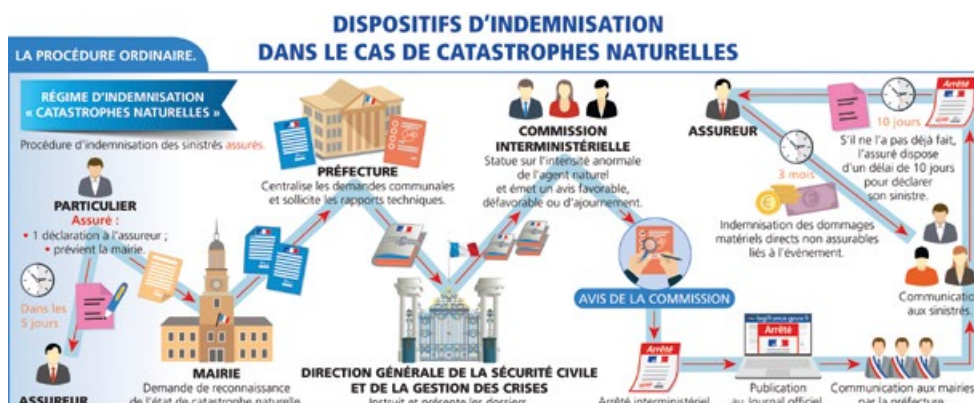 DISPOSITIFS D'INDEMNISATION
DANS LE CAS DE CATASTROPHES NATURELLES
LA PROCÉDURE ORDINAIRE.
RÉGIME D'INDEMNISATION
« CATASTROPHES NATURELLES »
Procédure d'indemnisation des sinistrés assurés.
PARTICULIER
Assuré :
• 1 déclaration à l'assureur ;
• prévient la mairie.
Dans les
5 jours
ASSUREUR
MAIRIE
Demande de reconnaissance
de l'état de catastrophe naturelle
PRÉFECTURE
Centralise les demandes communales
et sollicite les rapports techniques.
DIRECTION GÉNÉRALE DE LA SÉCURITÉ CIVILE
ET DE LA GESTION DES CRISES
Instruit et présente les dossiers
COMMISSION
INTERMINISTÉRIELLE
Statue sur l'intensité anormale
de l'agent naturel
et émet un avis favorable,
défavorable ou d'ajournement.
AVIS DE LA COMMISSION
Arrêté
Arrêté interministériel
Arrêté
Publication
au Journal officiel
Communication aux mairies
par la préfecture
Communication
aux sinistrés.
Arrêté
10 jours
S'il ne l'a pas déjà fait,
l'assuré dispose
d'un délai de 10 jours
pour déclarer
son sinistre.
ASSUREUR
3 mois
Indemnisation des dommages
matériels directs non assurables
liés à l'événement.